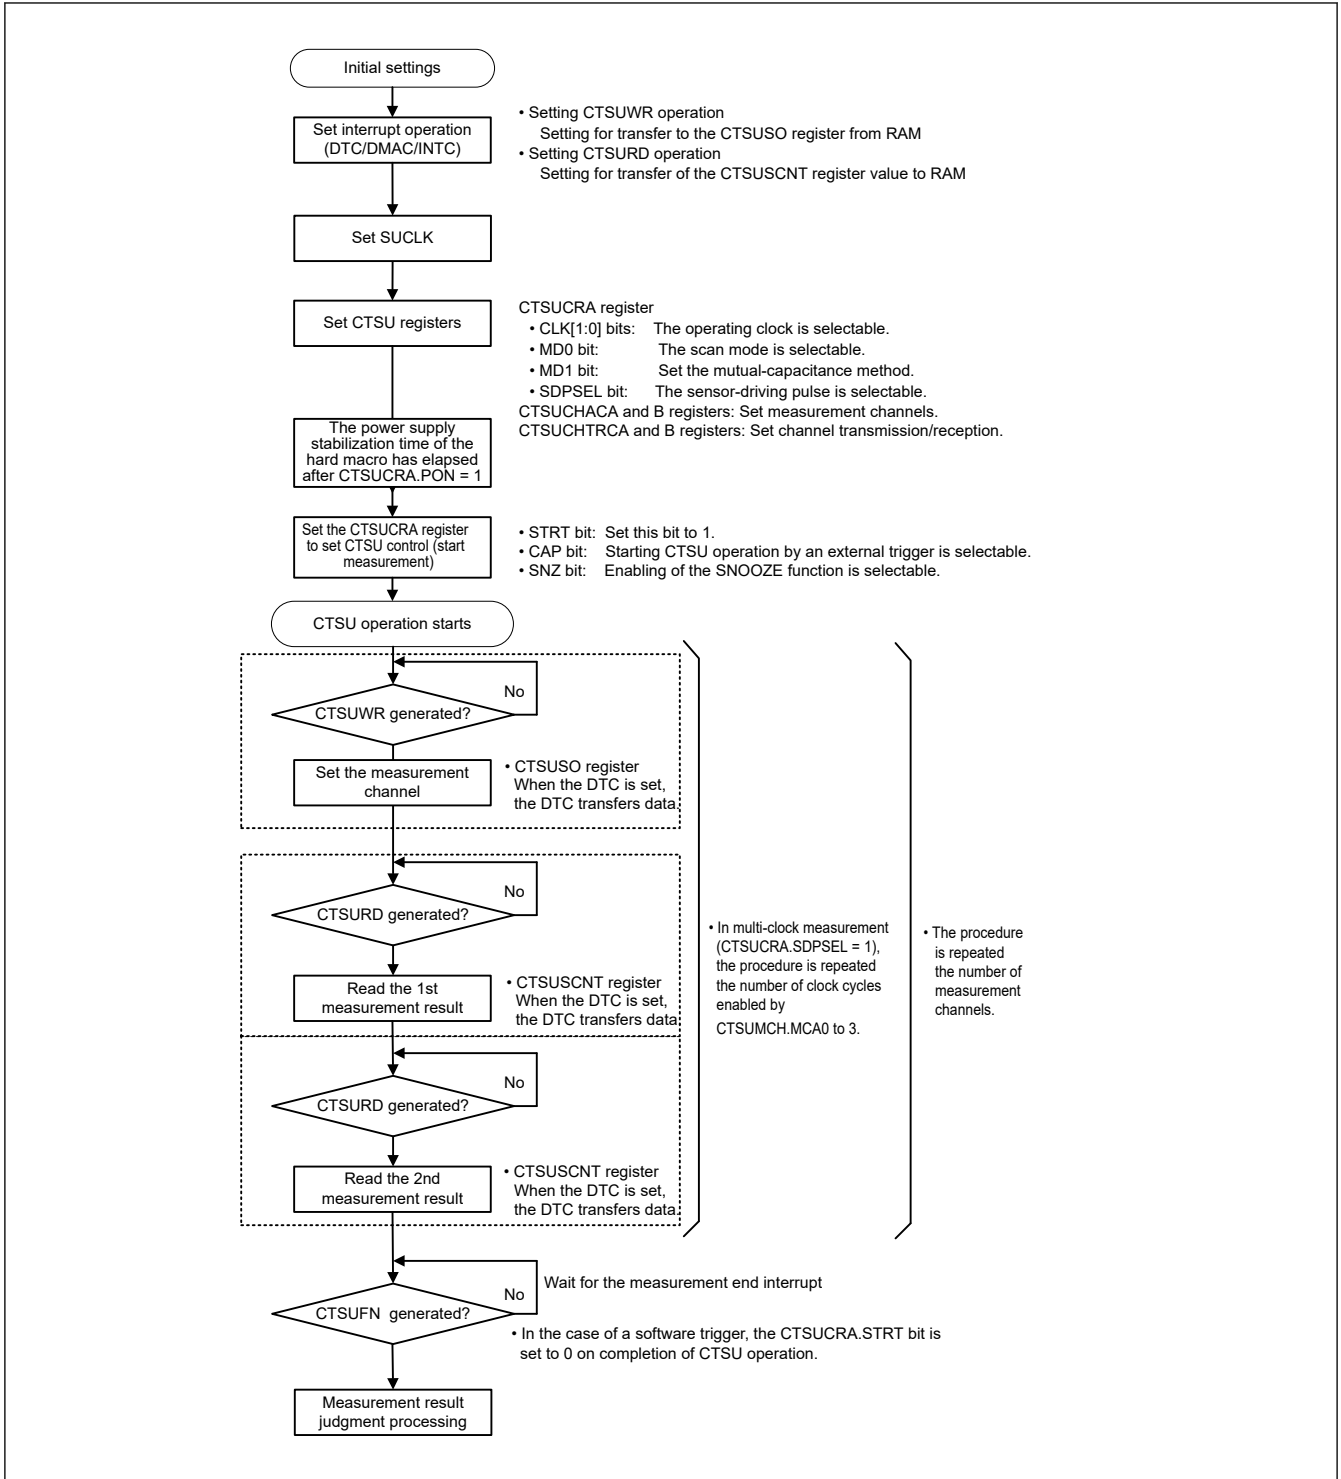 Initial settings
Set interrupt operation
(DTC/DMAC/INTC)
• Setting CTSUWR operation
Setting for transfer to the CTSUSO register from RAM
• Setting CTSURD operation
Setting for transfer of the CTSUSCNT register value to RAM
Set SUCLK
Set CTSU registers
CTSUCRA register
• CLK[1:0] bits: The operating clock is selectable.
• MD0 bit: The scan mode is selectable.
• MD1 bit: Set the mutual-capacitance method.
• SDPSEL bit: The sensor-driving pulse is selectable.
CTSUCHACA and B registers: Set measurement channels.
CTSUCHTRCA and B registers: Set channel transmission/reception.
The power supply
stabilization time of the
hard macro has elapsed
after CTSUCRA.PON = 1
Set the CTSUCRA register
to set CTSU control (start
measurement)
• STRT bit: Set this bit to 1.
• CAP bit: Starting CTSU operation by an external trigger is selectable.
• SNZ bit: Enabling of the SNOOZE function is selectable.
CTSU operation starts
No
CTSUWR generated?
Set the measurement
channel
• CTSUSO register
When the DTC is set,
the DTC transfers data.
No
CTSURD generated?
Read the 1st
measurement result
• CTSUSCNT register
When the DTC is set,
the DTC transfers data
No
CTSURD generated?
Read the 2nd
measurement result
• CTSUSCNT register
When the DTC is set,
the DTC transfers data.
• In multi-clock measurement
(CTSUCRA.SDPSEL = 1),
the procedure is repeated
the number of clock cycles
enabled by
CTSUMCH.MCA0 to 3.
• The procedure
is repeated
the number of
measurement
channels.
No
Wait for the measurement end interrupt
CTSUFN generated?
• In the case of a software trigger, the CTSUCRA.STRT bit is
set to 0 on completion of CTSU operation.
Measurement result
judgment processing